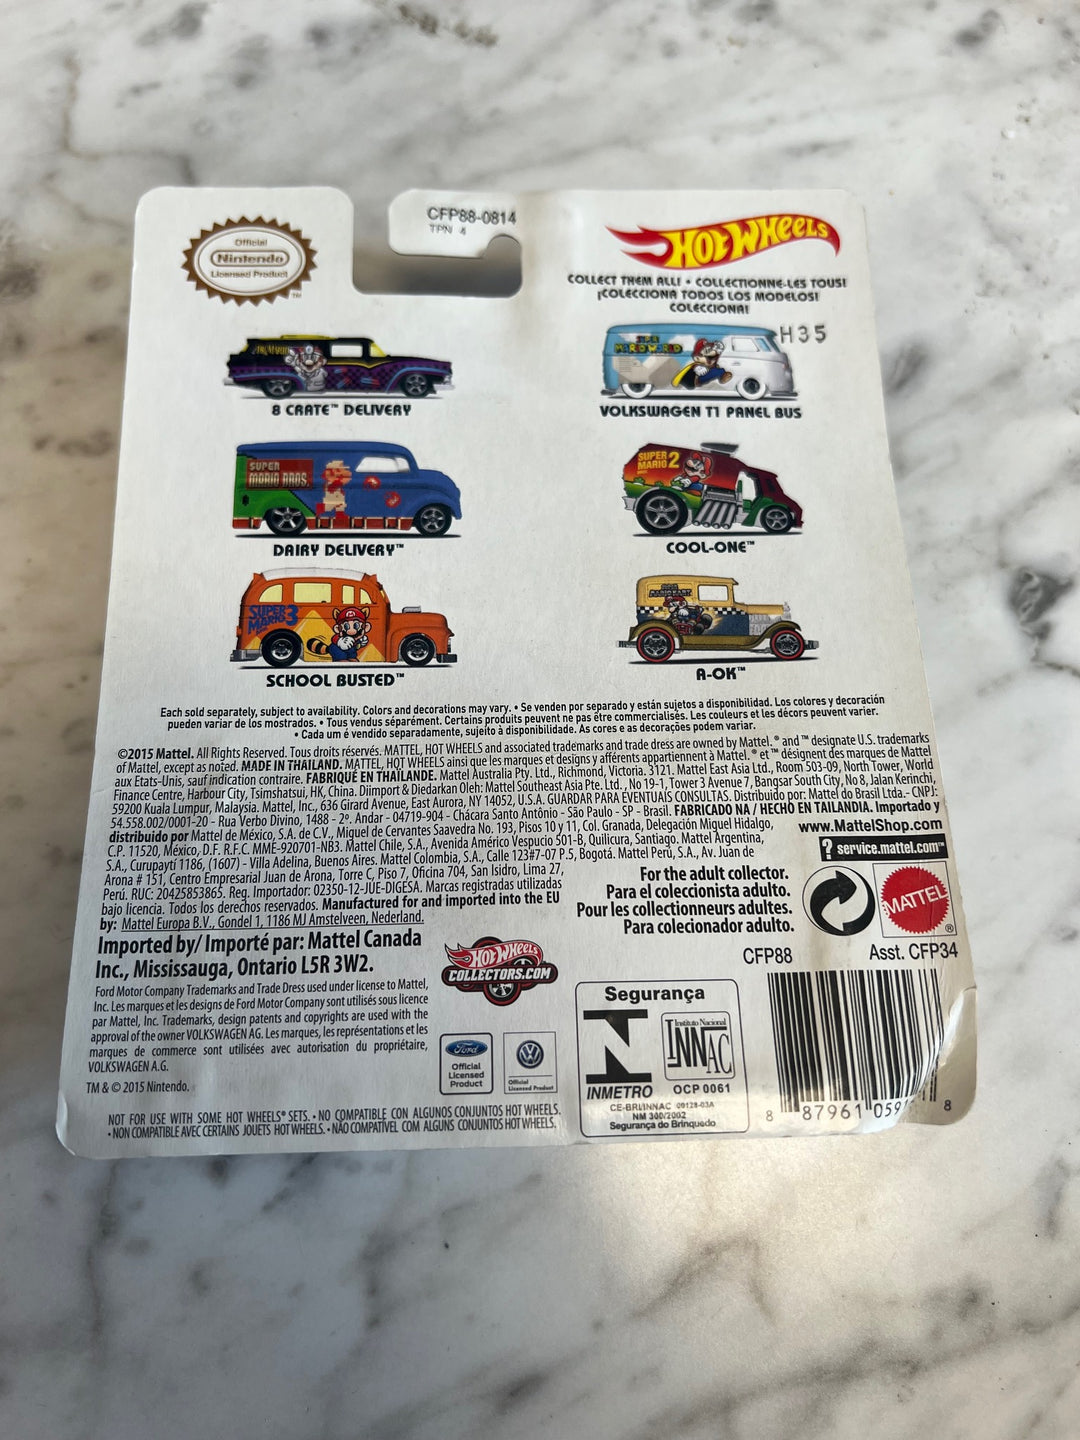 CFP88-0814
TPN 4
Official
Nintendo
Licensed Product
TM
HOT WHEELS
COLLECT THEM ALL! • COLLECTIONNE-LES TOUS!
¡COLECCIONA TODOS LOS MODELOS!
COLECCIONA!
H35
8 CRATE™ DELIVERY
SUPER
MARIO WORLD
VOLKSWAGEN T1 PANEL BUS
SUPER
MARIO BROS.
DAIRY DELIVERY™
SUPER
MARIO 2
COOL-ONE™
SUPER
MARIO 3
SCHOOL BUSTED™
A-OK™
Each sold separately, subject to availability. Colors and decorations may vary. • Se venden por separado y están sujetos a disponibilidad. Los colores y decoración
pueden variar de los mostrados. • Tous vendus séparément. Certains produits peuvent ne pas être commercialisés. Les couleurs et les décors peuvent varier.
• Cada um é vendido separadamente, sujeito à disponibilidade. As cores e as decorações podem variar.
©2015 Mattel. All Rights Reserved. Tous droits réservés. MATTEL, HOT WHEELS and associated trademarks and trade dress are owned by Mattel. ® and ™ designate U.S. trademarks
of Mattel, except as noted. MADE IN THAILAND. MATTEL, HOT WHEELS ainsi que les marques et designs y afférents appartiennent à Mattel. ® et ™ désignent des marques de Mattel
aux États-Unis, sauf indication contraire. FABRIQUÉ EN THAÏLANDE. Mattel Australia Pty. Ltd., Richmond, Victoria. 3121. Mattel East Asia Ltd., Room 503-09, North Tower, World
Finance Centre, Harbour City, Tsimshatsui, HK, China. Diimport & Diedarkan Oleh: Mattel Southeast Asia Pte. Ltd., No 19-1, Tower 3 Avenue 7, Bangsar South City, No 8, Jalan Kerinchi,
59200 Kuala Lumpur, Malaysia. Mattel, Inc., 636 Girard Avenue, East Aurora, NY 14052, U.S.A. GUARDAR PARA EVENTUAIS CONSULTAS. Distribuido por: Mattel do Brasil Ltda.- CNPJ:
54.558.002/0001-20 - Rua Verbo Divino, 1488 - 2º. Andar - 04719-904 - Chácara Santo Antônio - São Paulo - SP - Brasil. FABRICADO NA / HECHO EN TAILANDIA. Importado y
distribuido por Mattel de México, S.A. de C.V., Miguel de Cervantes Saavedra No. 193, Pisos 10 y 11, Col. Granada, Delegación Miguel Hidalgo,
C.P. 11520, México, D.F. R.F.C. MME-920701-NB3. Mattel Chile, S.A., Avenida Américo Vespucio 501-B, Quilicura, Santiago. Mattel Argentina,
S.A., Curupaytí 1186, (1607) - Villa Adelina, Buenos Aires. Mattel Colombia, S.A., Calle 123#7-07 P.5, Bogotá. Mattel Perú, S.A., Av. Juan de
Arona # 151, Centro Empresarial Juan de Arona, Torre C, Piso 7, Oficina 704, San Isidro, Lima 27,
Perú. RUC: 20425853865. Reg. Importador: 02350-12-JUE-DIGESA. Marcas registradas utilizadas
bajo licencia. Todos los derechos reservados. Manufactured for and imported into the EU
by: Mattel Europa B.V., Gondel 1, 1186 MJ Amstelveen, Nederland.
Imported by/ Importé par: Mattel Canada
Inc., Mississauga, Ontario L5R 3W2.
www.MattelShop.com
? service.mattel.com™
For the adult collector.
Para el coleccionista adulto.
Pour les collectionneurs adultes.
Para colecionador adulto.
MATTEL
®
CFP88
Asst. CFP34
HOT WHEELS
COLLECTORS.COM
Ford Motor Company Trademarks and Trade Dress used under license to Mattel,
Inc. Les marques et les designs de Ford Motor Company sont utilisés sous licence
par Mattel, Inc. Trademarks, design patents and copyrights are used with the
approval of the owner VOLKSWAGEN AG. Les marques, les représentations et les
marques de commerce sont utilisées avec autorisation du propriétaire,
VOLKSWAGEN A.G.
TM & © 2015 Nintendo.
Ford
Official
Licensed
Product
Official
Licensed Product
Segurança
INMETRO
Instituto Nacional
INNAC
OCP 0061
CE-BRI/INNAC 00128-03A
NM 300/2002
Segurança do Brinquedo
8 87961 059 8
NOT FOR USE WITH SOME HOT WHEELS® SETS. • NO COMPATIBLE CON ALGUNOS CONJUNTOS HOT WHEELS.
• NON COMPATIBLE AVEC CERTAINS JOUETS HOT WHEELS. • NÃO COMPATÍVEL COM ALGUNS CONJUNTOS HOT WHEELS.